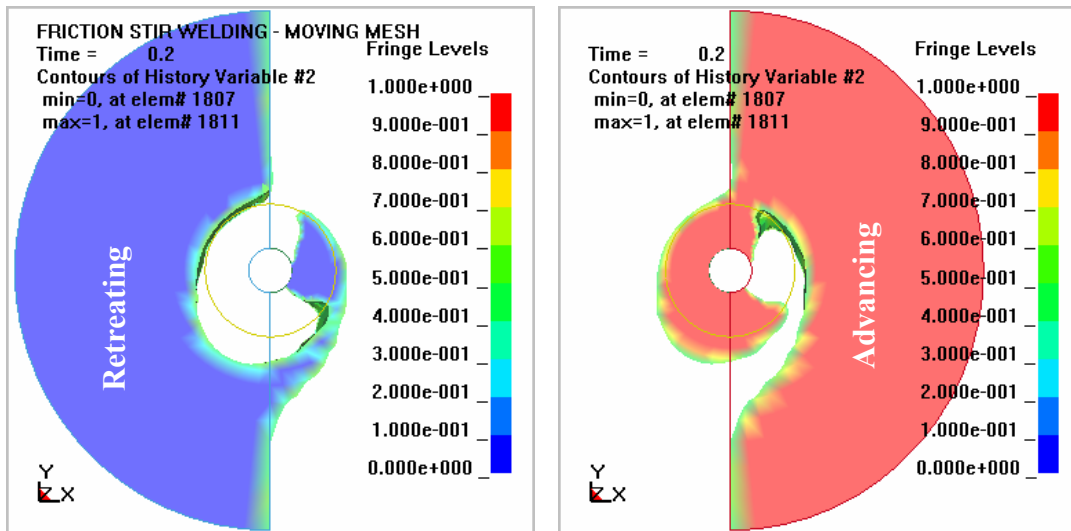 FRICTION STIR WELDING - MOVING MESH
Time = 0.2
Contours of History Variable #2
min=0, at elem# 1807
max=1, at elem# 1811
Fringe Levels
1.000e+000
9.000e-001
8.000e-001
7.000e-001
6.000e-001
5.000e-001
4.000e-001
3.000e-001
2.000e-001
1.000e-001
0.000e+000
Retreating
Y
Z X
Time = 0.2
Contours of History Variable #2
min=0, at elem# 1807
max=1, at elem# 1811
Fringe Levels
1.000e+000
9.000e-001
8.000e-001
7.000e-001
6.000e-001
5.000e-001
4.000e-001
3.000e-001
2.000e-001
1.000e-001
0.000e+000
Advancing
Y
Z X